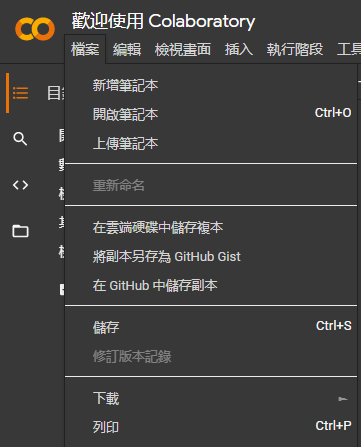 歡迎使用 Colaboratory
檔案 編輯 檢視畫面 插入 執行階段 工具
目錄
新增筆記本
開啟筆記本 Ctrl+O
上傳筆記本
重新命名
在雲端硬碟中儲存複本
將副本另存為 GitHub Gist
在 GitHub 中儲存副本
儲存 Ctrl+S
修訂版本記錄
下載 ►
列印 Ctrl+P